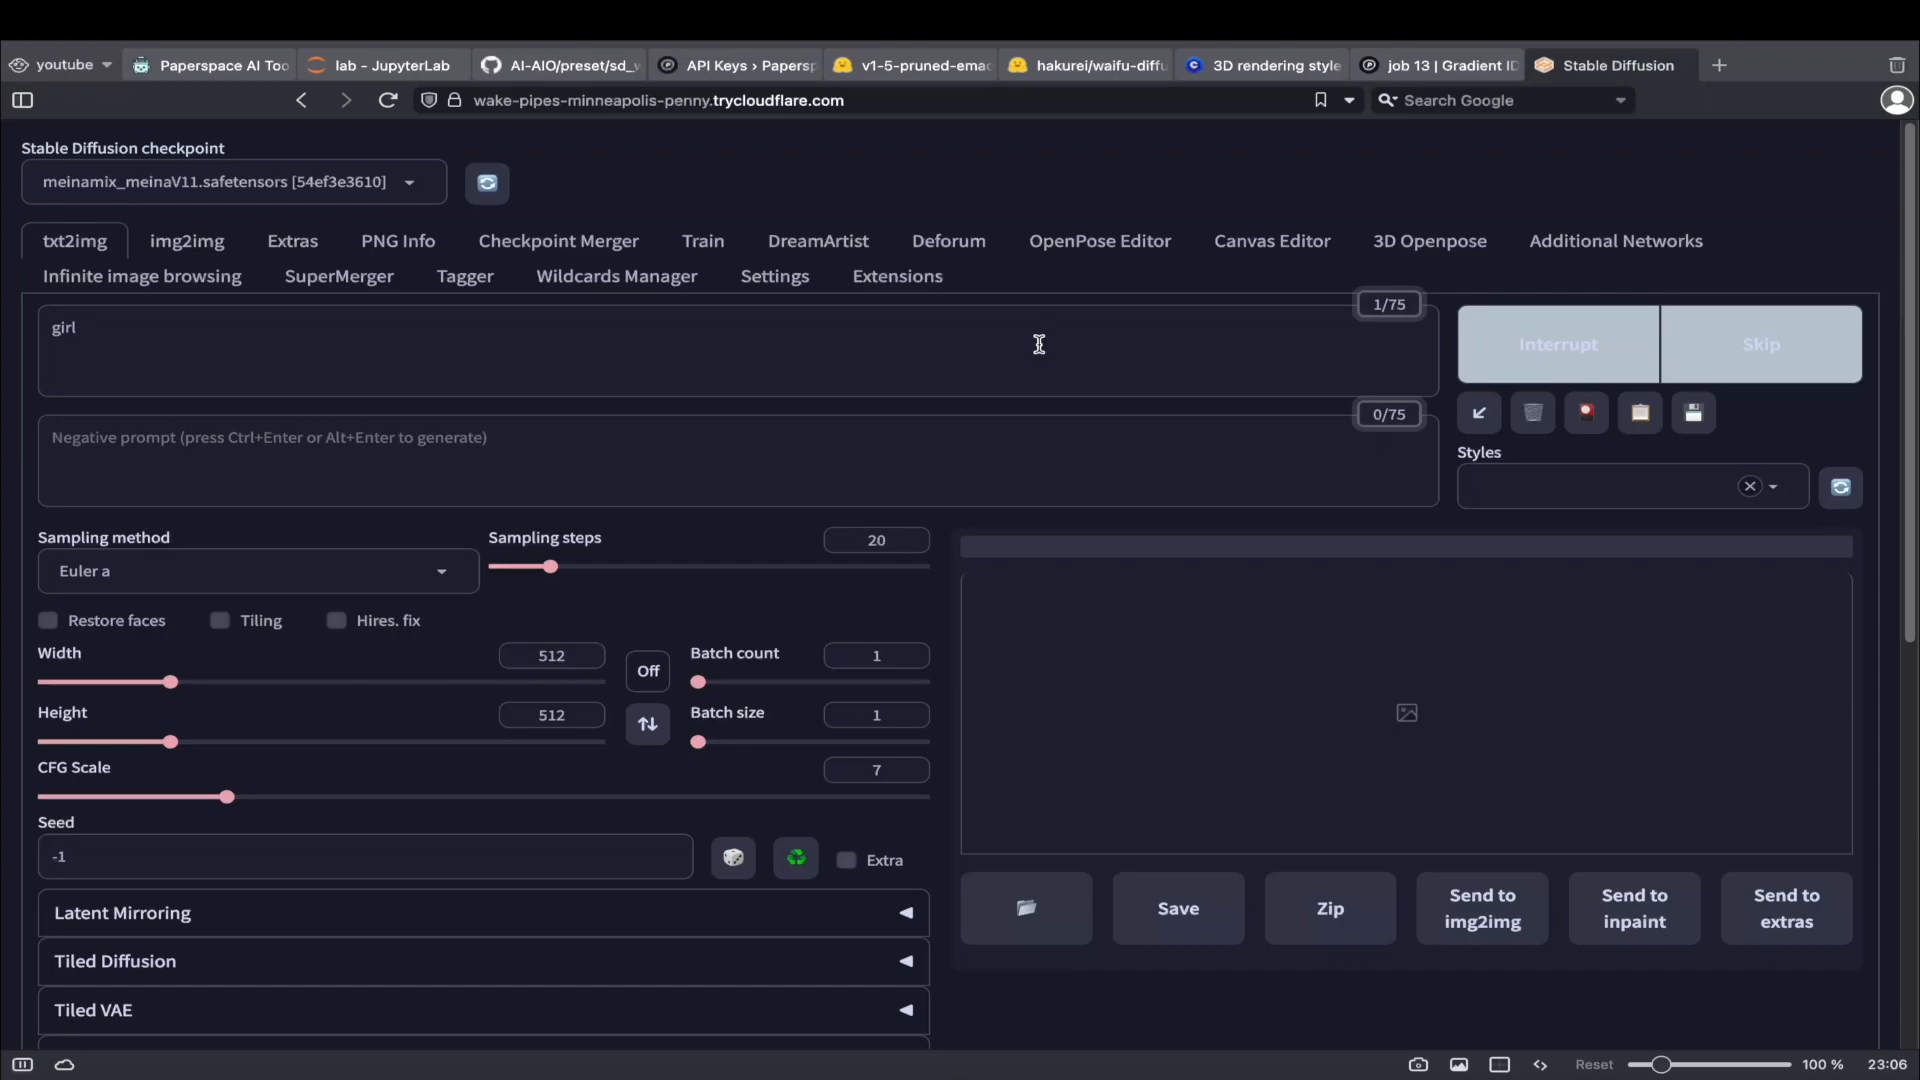 youtube
Paperspace AI Too
lab - JupyterLab
AI-AIO/preset/sd_v
API Keys › Papersp
v1-5-pruned-emac
hakurei/waifu-diffu
3D rendering style
job 13 | Gradient ID
Stable Diffusion
wake-pipes-minneapolis-penny.trycloudflare.com
Search Google
Stable Diffusion checkpoint
meinamix_meinaV11.safetensors [54ef3e3610]
txt2img
img2img
Extras
PNG Info
Checkpoint Merger
Train
DreamArtist
Deforum
OpenPose Editor
Canvas Editor
3D Openpose
Additional Networks
Infinite image browsing
SuperMerger
Tagger
Wildcards Manager
Settings
Extensions
1/75
girl
Interrupt
Skip
0/75
Negative prompt (press Ctrl+Enter or Alt+Enter to generate)
Styles
Sampling method
Sampling steps
20
Euler a
Restore faces
Tiling
Hires. fix
Width
512
Off
Batch count
1
Height
512
Batch size
1
CFG Scale
7
Seed
-1
Extra
Latent Mirroring
Tiled Diffusion
Tiled VAE
Save
Zip
Send to
img2img
Send to
inpaint
Send to
extras
Reset
100 %
23:06